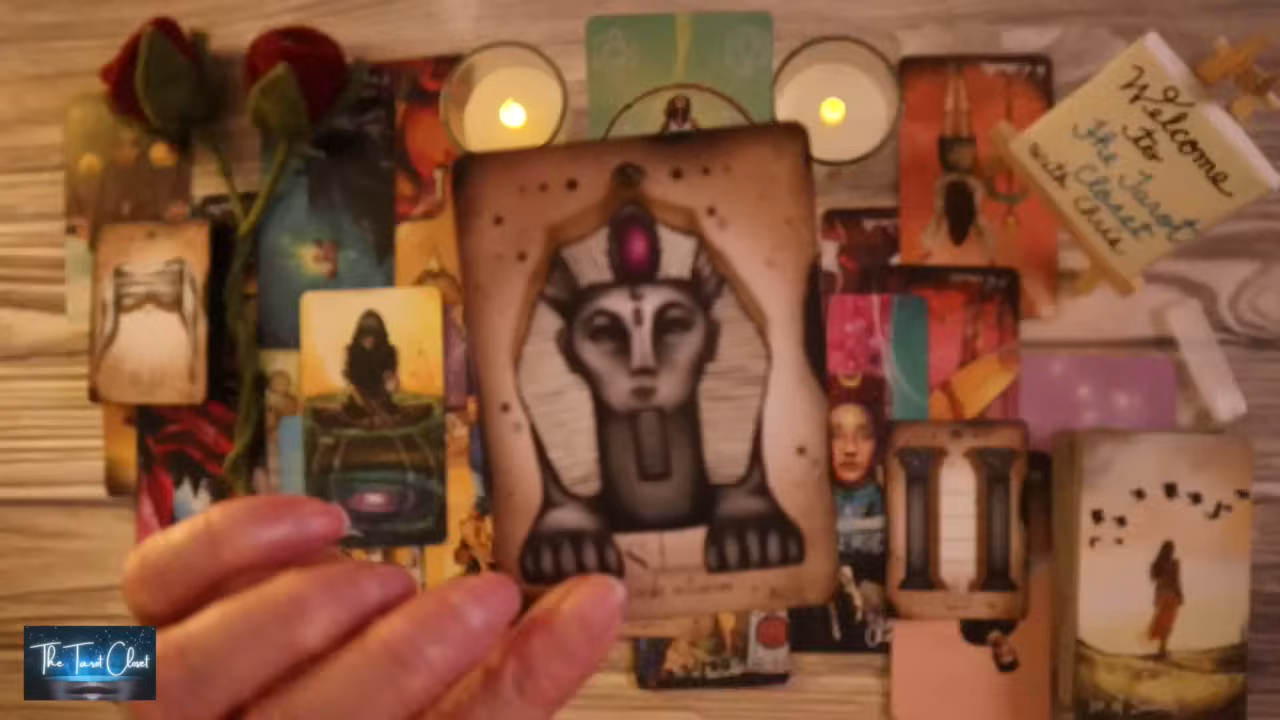 Welcome
to
The Tarot
Closet
with Chris
The Tarot Closet